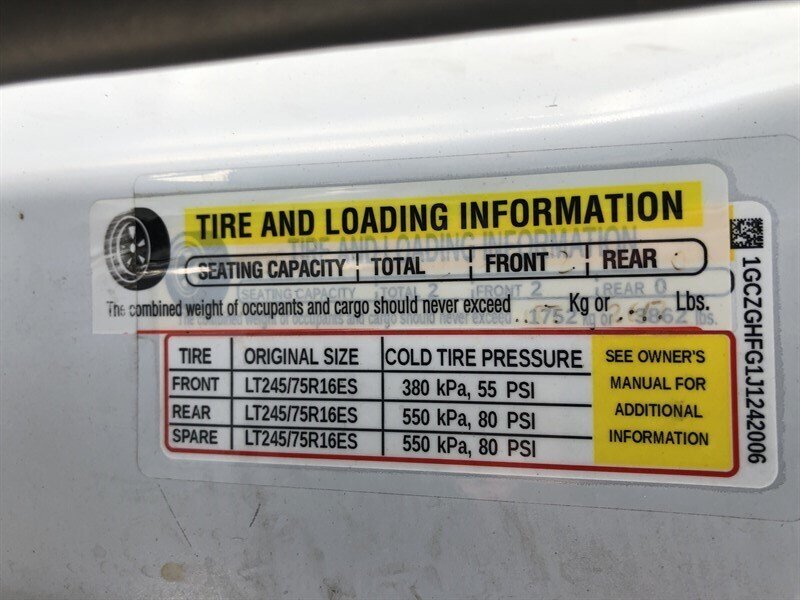 TIRE AND LOADING INFORMATION
TIRE AND LOADING INFORMATION
SEATING CAPACITY TOTAL FRONT REAR
SEATING CAPACITY TOTAL 2 FRONT 2 REAR 0
The combined weight of occupants and cargo should never exceed Kg or Lbs.
The combined weight of occupants and cargo should never exceed 1752 kg or 3862 lbs.
TIRE ORIGINAL SIZE COLD TIRE PRESSURE
FRONT LT245/75R16ES 380 kPa, 55 PSI
REAR LT245/75R16ES 550 kPa, 80 PSI
SPARE LT245/75R16ES 550 kPa, 80 PSI
SEE OWNER'S
MANUAL FOR
ADDITIONAL
INFORMATION
1GCZGHFG1J1242006